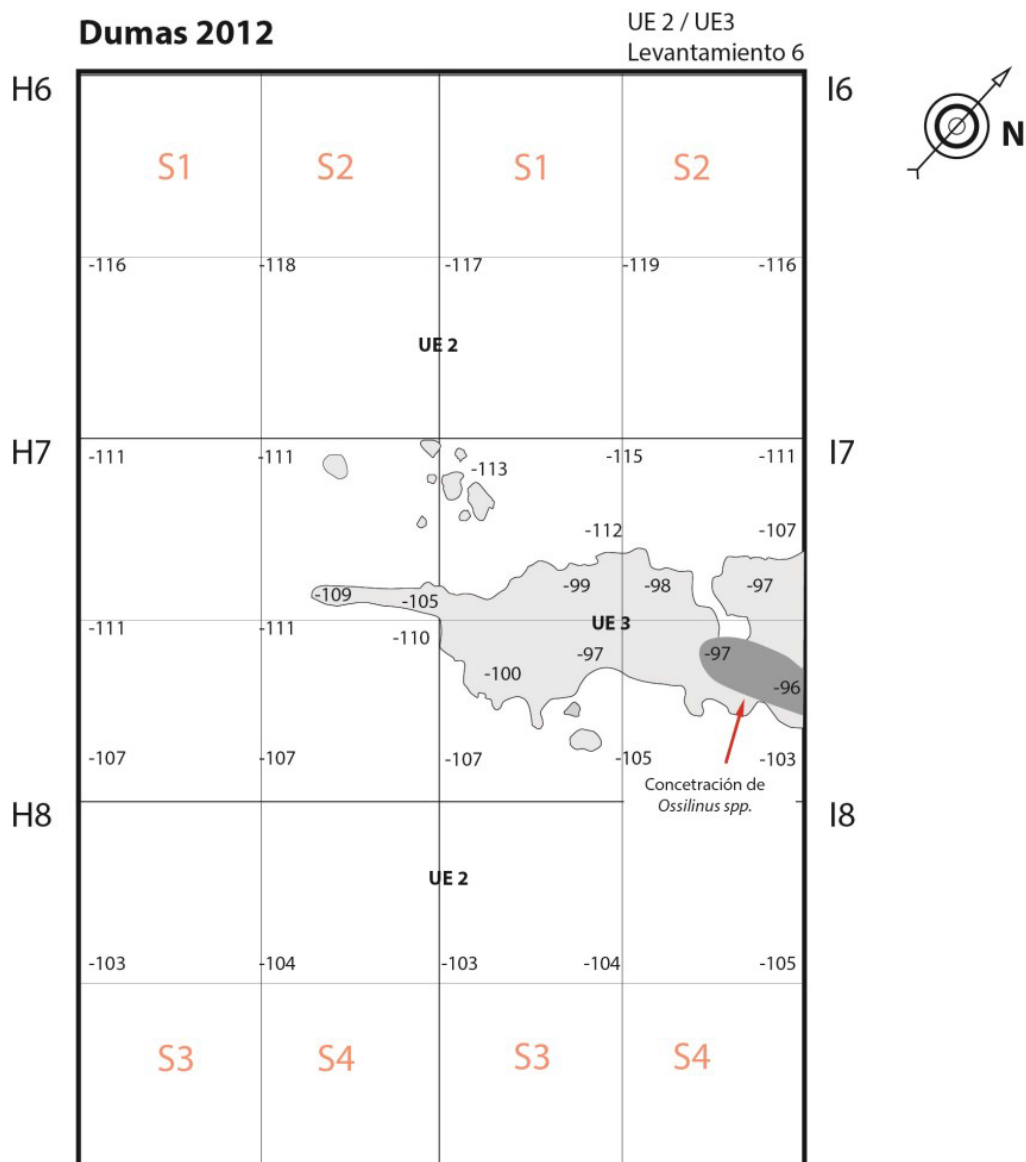 Dumas 2012
UE 2 / UE3
Levantamiento 6
H6
I6
N
S1 S2 S1 S2
-116 -118 -117 -119 -116
UE 2
H7
I7
-111 -111 -113 -115 -111
-112 -107
-99 -98 -97
-109 -105
UE 3
-111 -111 -110
-97 -97
-100
-96
-107 -107 -107 -105 -103
Concetración de
Ossilinus spp.
H8
I8
UE 2
-103 -104 -103 -104 -105
S3 S4 S3 S4